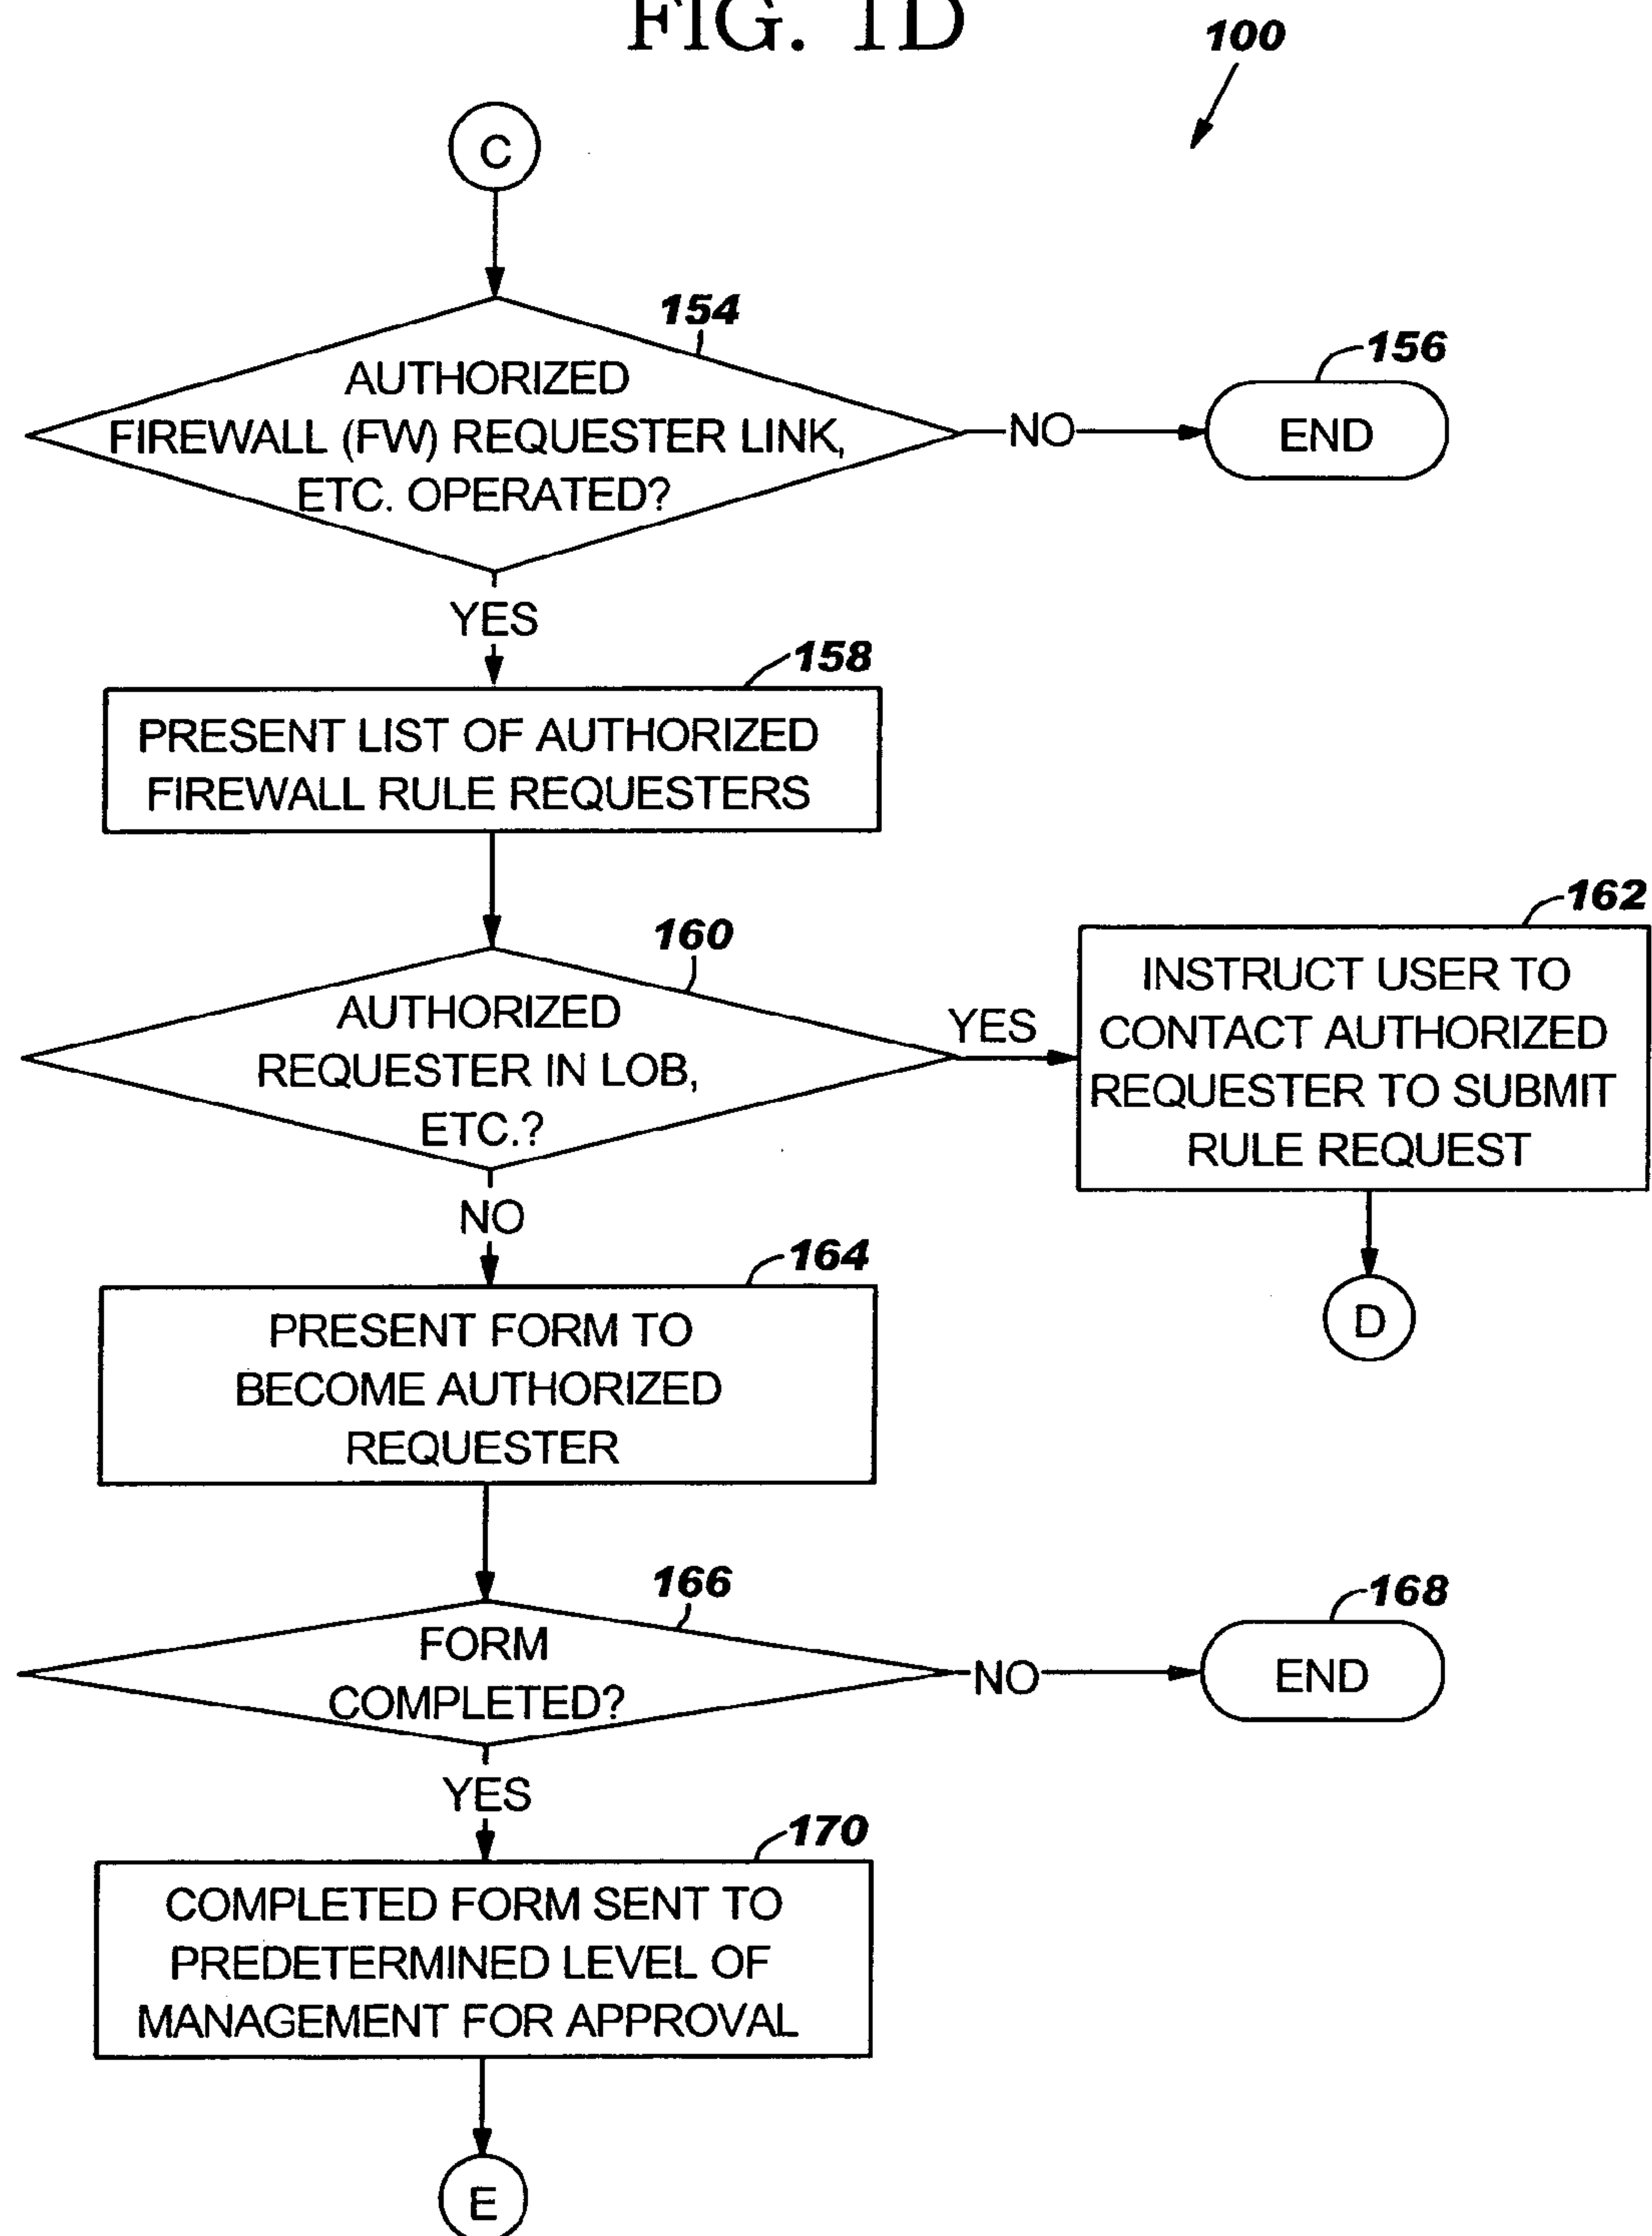 FIG. 1D
100
C
154
AUTHORIZED
FIREWALL (FW) REQUESTER LINK,
ETC. OPERATED?
NO
156
END
YES
158
PRESENT LIST OF AUTHORIZED
FIREWALL RULE REQUESTERS
160
AUTHORIZED
REQUESTER IN LOB,
ETC.?
YES
162
INSTRUCT USER TO
CONTACT AUTHORIZED
REQUESTER TO SUBMIT
RULE REQUEST
D
NO
164
PRESENT FORM TO
BECOME AUTHORIZED
REQUESTER
166
FORM
COMPLETED?
NO
168
END
YES
170
COMPLETED FORM SENT TO
PREDETERMINED LEVEL OF
MANAGEMENT FOR APPROVAL
E